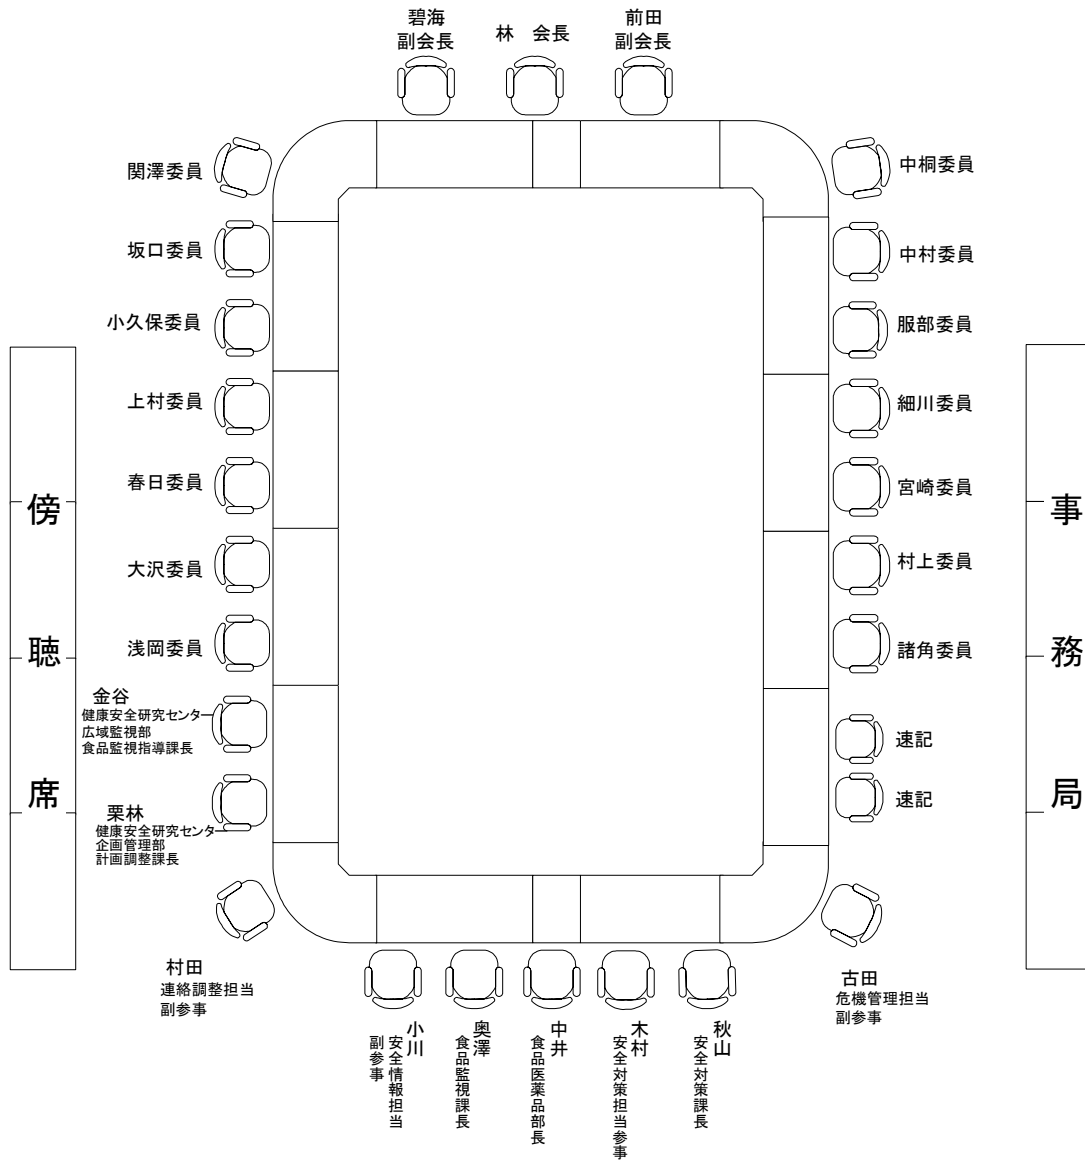 碧海
副会長
林　会長
前田
副会長
関澤委員
坂口委員
小久保委員
上村委員
春日委員
大沢委員
浅岡委員
金谷
健康安全研究センター
広域監視部
食品監視指導課長
栗林
健康安全研究センター
企画管理部
計画調整課長
村田
連絡調整担当
副参事
中桐委員
中村委員
服部委員
細川委員
宮崎委員
村上委員
諸角委員
速記
速記
古田
危機管理担当
副参事
小川
安全情報担当
副参事
奥澤
食品監視課長
中井
食品医薬品部長
木村
安全対策担当参事
秋山
安全対策課長
傍聴席
事務局